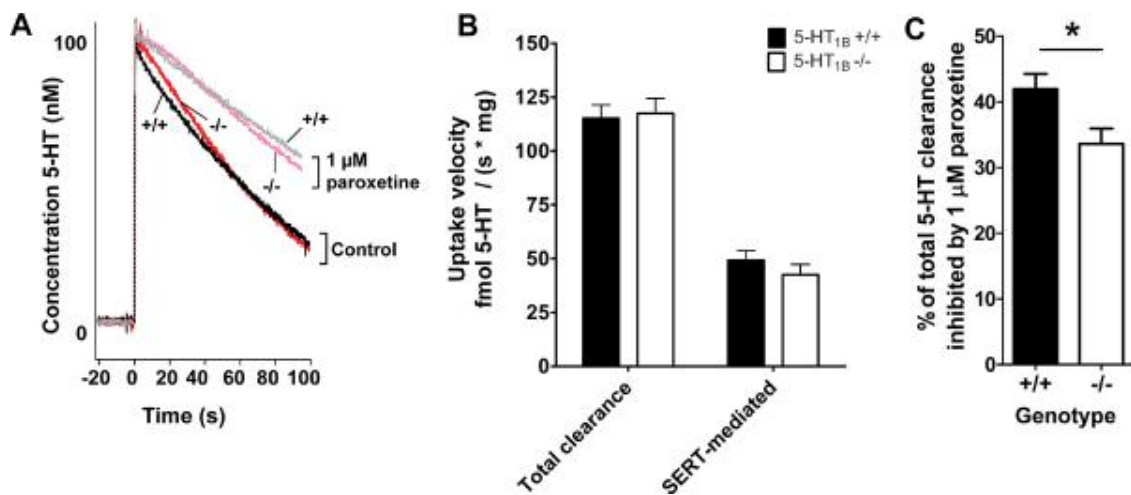 A
Concentration 5-HT (nM)
100
0
+/+
-/-
+/+
-/-
1 µM
paroxetine
Control
-20 0 20 40 60 80 100
Time (s)
B
Uptake velocity
fmol 5-HT / (s * mg)
150
125
100
75
50
25
0
5-HT1B +/+
5-HT1B -/-
Total clearance
SERT-mediated
C
% of total 5-HT clearance
inhibited by 1 µM paroxetine
50
40
30
20
10
0
*
+/+ -/-
Genotype